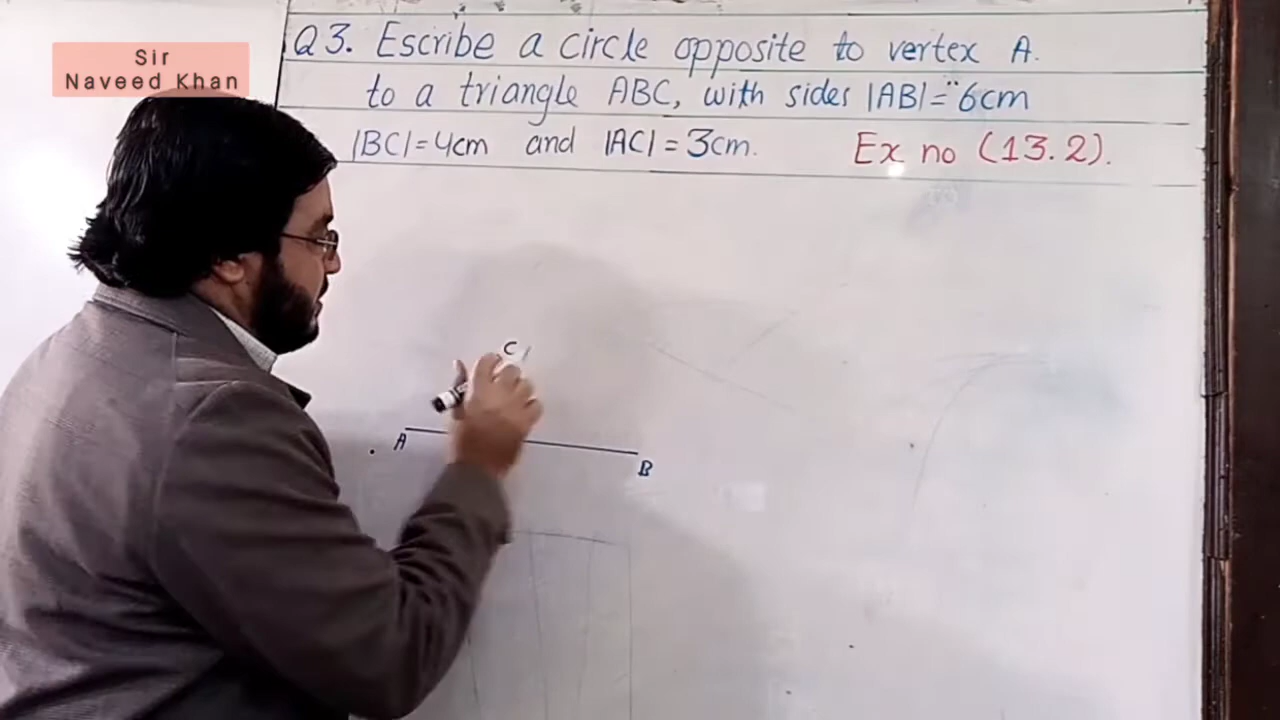 Sir
Naveed Khan
Q3. Escribe a circle opposite to vertex A.
to a triangle ABC, with sides |AB| = 6cm
|BC| = 4cm and |AC| = 3cm. Ex no (13.2).
C
A
B